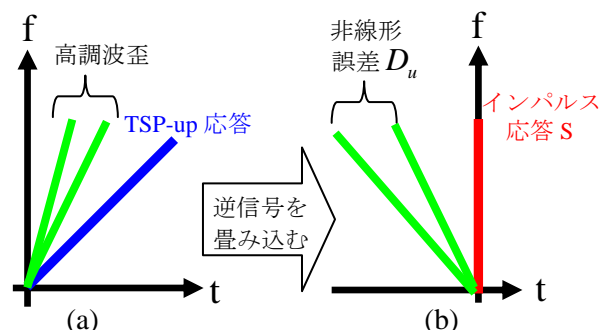 f
高調波歪
TSP-up 応答
t
(a)
逆信号を
畳み込む
非線形
誤差 D_u
f
インパルス
応答 S
t
(b)